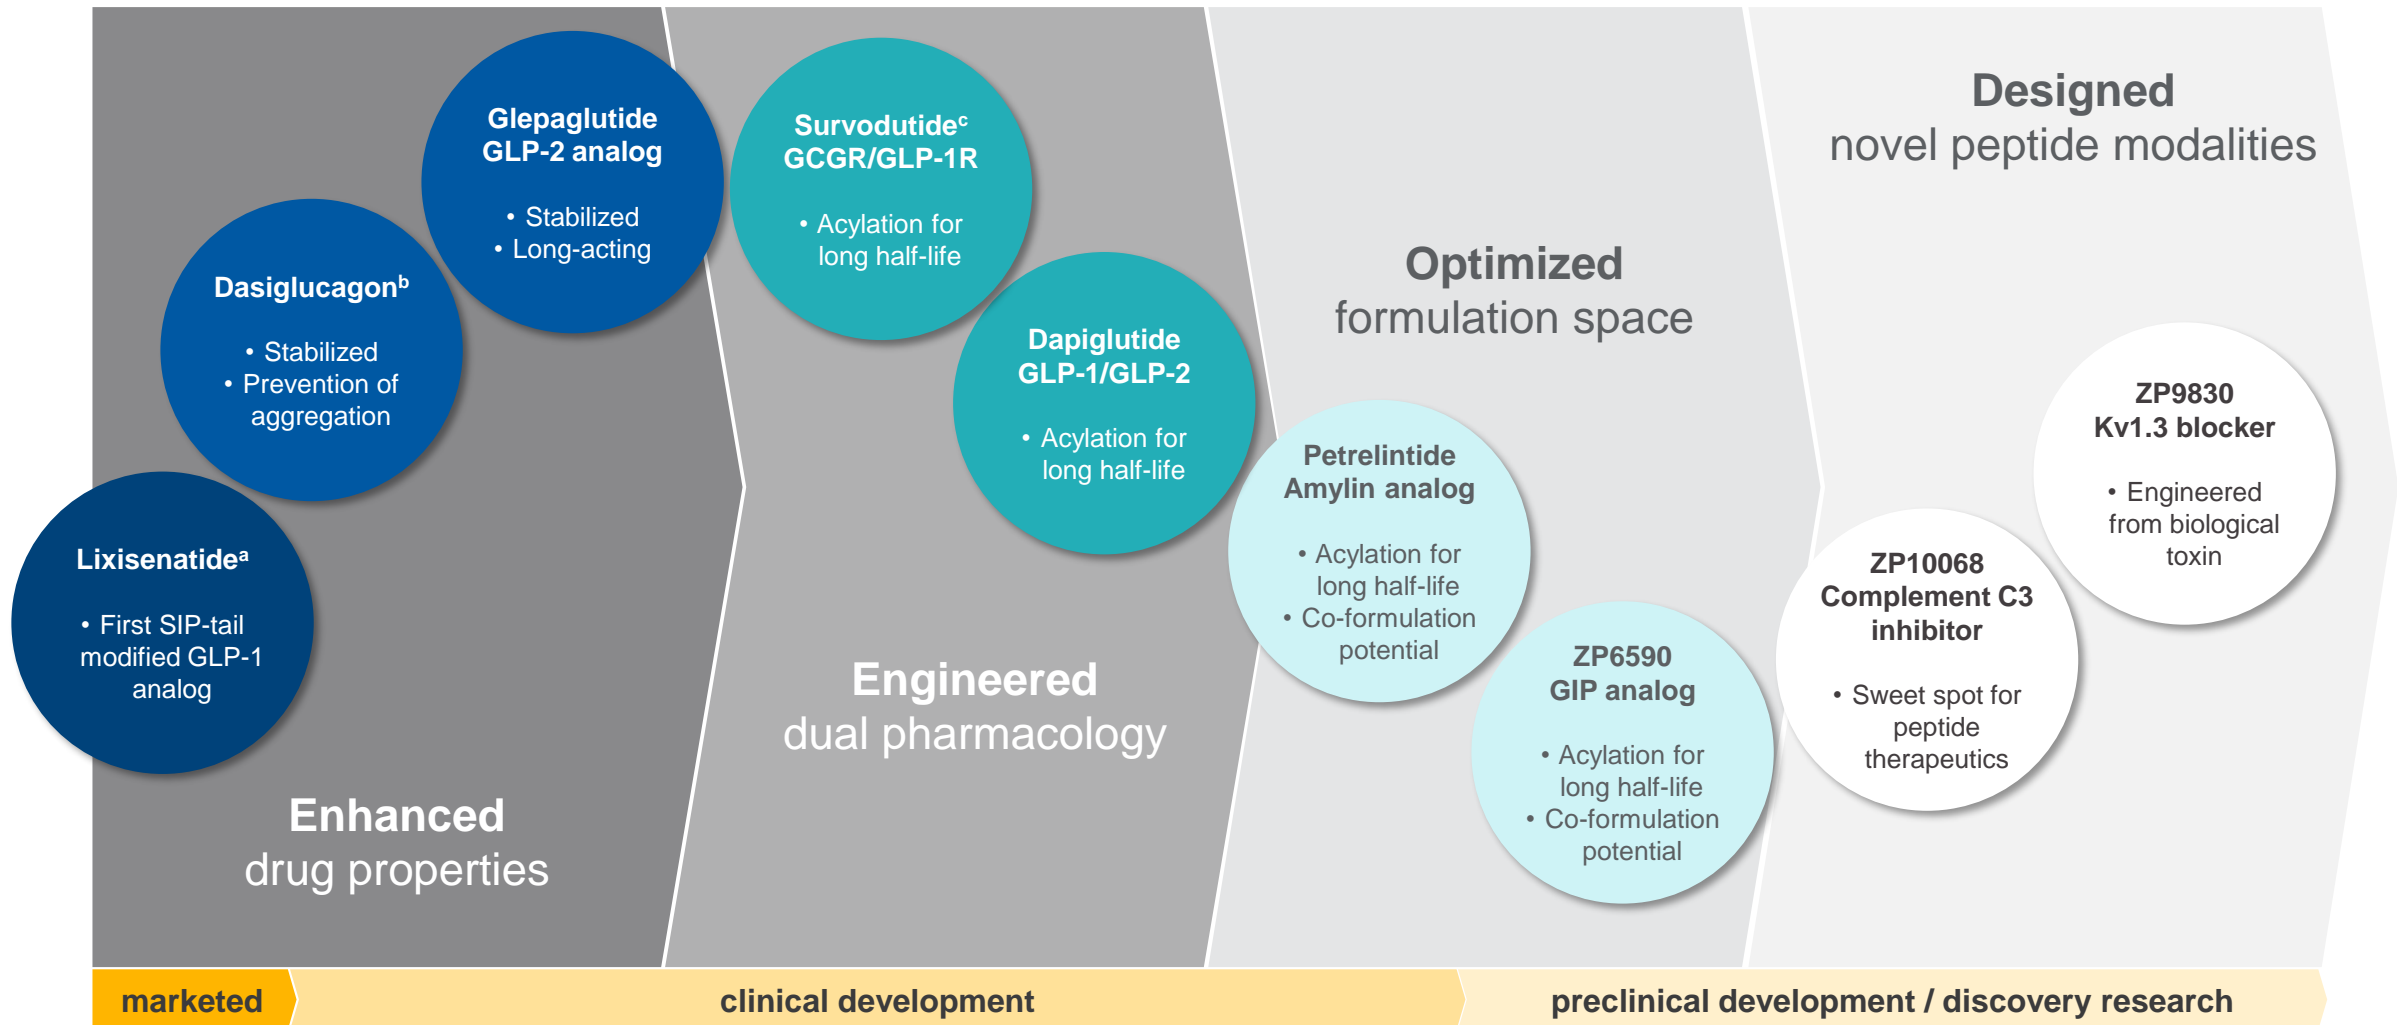 Lixisenatideᵃ
• First SIP-tail
modified GLP-1
analog
Dasiglucagonᵇ
• Stabilized
• Prevention of
aggregation
Glepaglutide
GLP-2 analog
• Stabilized
• Long-acting
Enhanced
drug properties
Survodutideᶜ
GCGR/GLP-1R
• Acylation for
long half-life
Dapiglutide
GLP-1/GLP-2
• Acylation for
long half-life
Engineered
dual pharmacology
Optimized
formulation space
Petrelintide
Amylin analog
• Acylation for
long half-life
• Co-formulation
potential
ZP6590
GIP analog
• Acylation for
long half-life
• Co-formulation
potential
Designed
novel peptide modalities
ZP10068
Complement C3
inhibitor
• Sweet spot for
peptide
therapeutics
ZP9830
Kv1.3 blocker
• Engineered
from biological
toxin
marketed
clinical development
preclinical development / discovery research